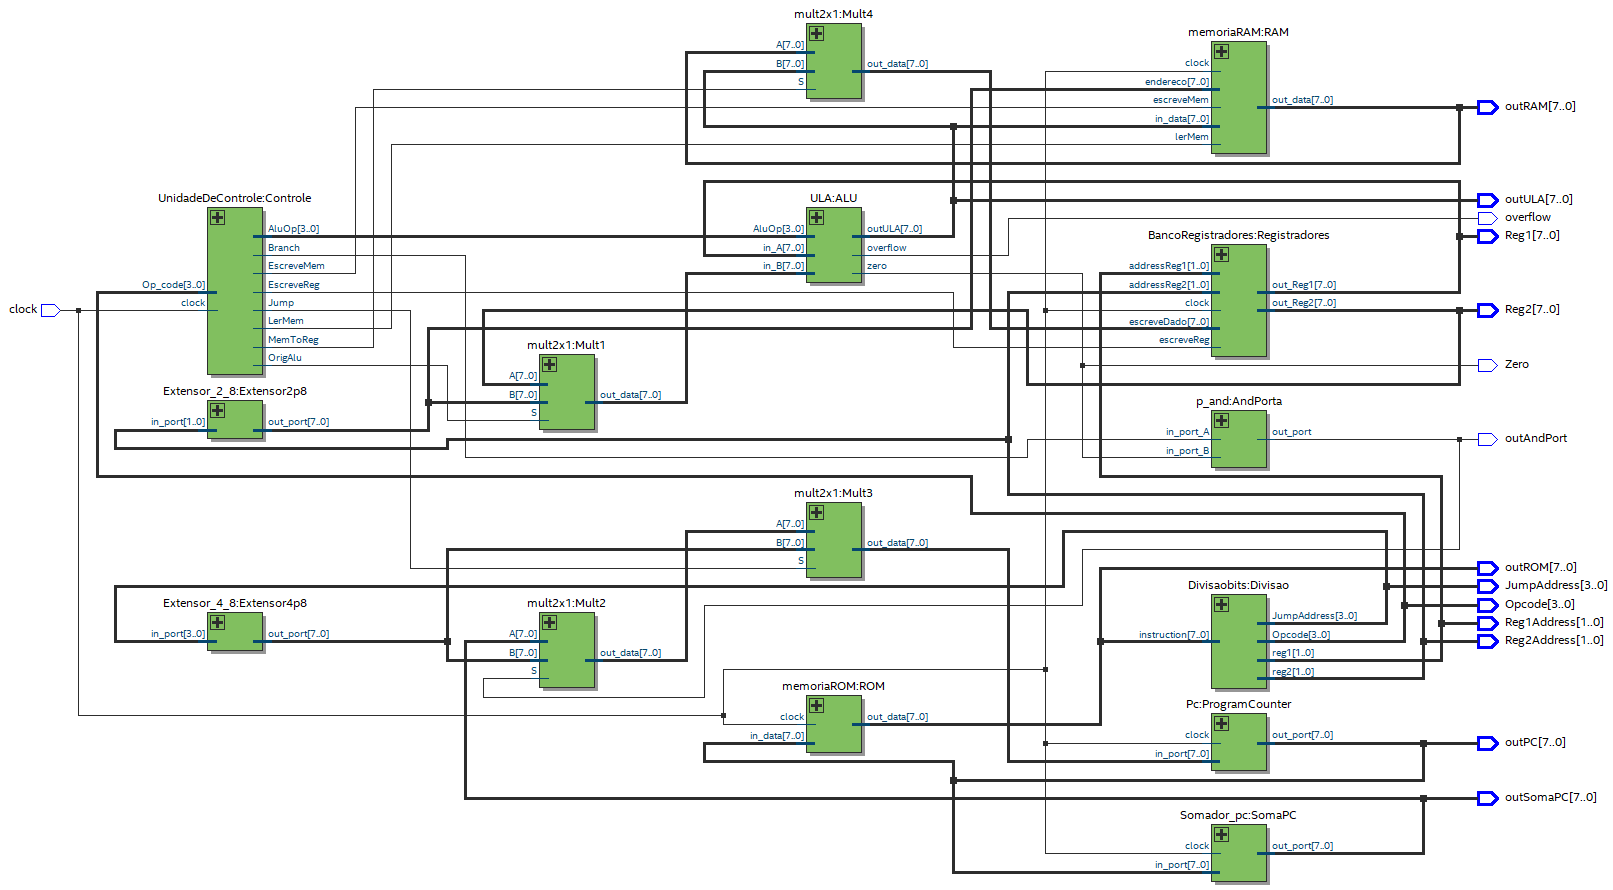 mult2x1:Mult4
A[7..0]
B[7..0]
S
out_data[7..0]
memoriaRAM:RAM
clock
endereco[7..0]
escreveMem
in_data[7..0]
lerMem
out_data[7..0]
outRAM[7..0]
UnidadeDeControle:Controle
Op_code[3..0]
clock
AluOp[3..0]
Branch
EscreveMem
EscreveReg
Jump
LerMem
MemToReg
OrigAlu
clock
ULA:ALU
AluOp[3..0]
in_A[7..0]
in_B[7..0]
outULA[7..0]
overflow
zero
outULA[7..0]
overflow
Reg1[7..0]
BancoRegistradores:Registradores
addressReg1[1..0]
addressReg2[1..0]
clock
escreveDado[7..0]
escreveReg
out_Reg1[7..0]
out_Reg2[7..0]
Reg2[7..0]
mult2x1:Mult1
A[7..0]
B[7..0]
S
out_data[7..0]
Zero
Extensor_2_8:Extensor2p8
in_port[1..0]
out_port[7..0]
p_and:AndPorta
in_port_A
in_port_B
out_port
outAndPort
mult2x1:Mult3
A[7..0]
B[7..0]
S
out_data[7..0]
outROM[7..0]
JumpAddress[3..0]
Opcode[3..0]
Reg1Address[1..0]
Reg2Address[1..0]
Divisaobits:Divisao
instruction[7..0]
JumpAddress[3..0]
Opcode[3..0]
reg1[1..0]
reg2[1..0]
Extensor_4_8:Extensor4p8
in_port[3..0]
out_port[7..0]
mult2x1:Mult2
A[7..0]
B[7..0]
S
out_data[7..0]
memoriaROM:ROM
clock
in_data[7..0]
out_data[7..0]
Pc:ProgramCounter
clock
in_port[7..0]
out_port[7..0]
outPC[7..0]
outSomaPC[7..0]
Somador_pc:SomaPC
clock
in_port[7..0]
out_port[7..0]